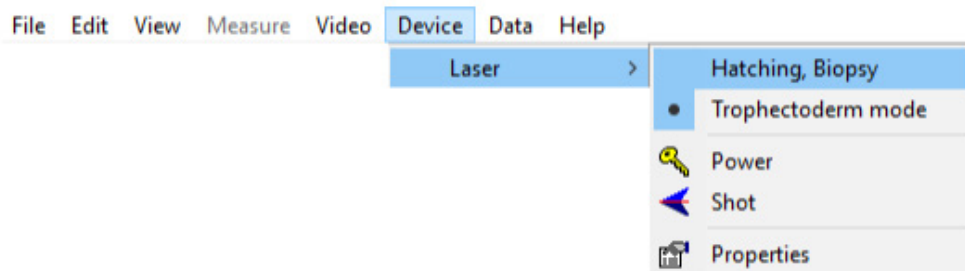 File Edit View Measure Video Device Data Help
Laser
Hatching, Biopsy
Trophectoderm mode
Power
Shot
Properties